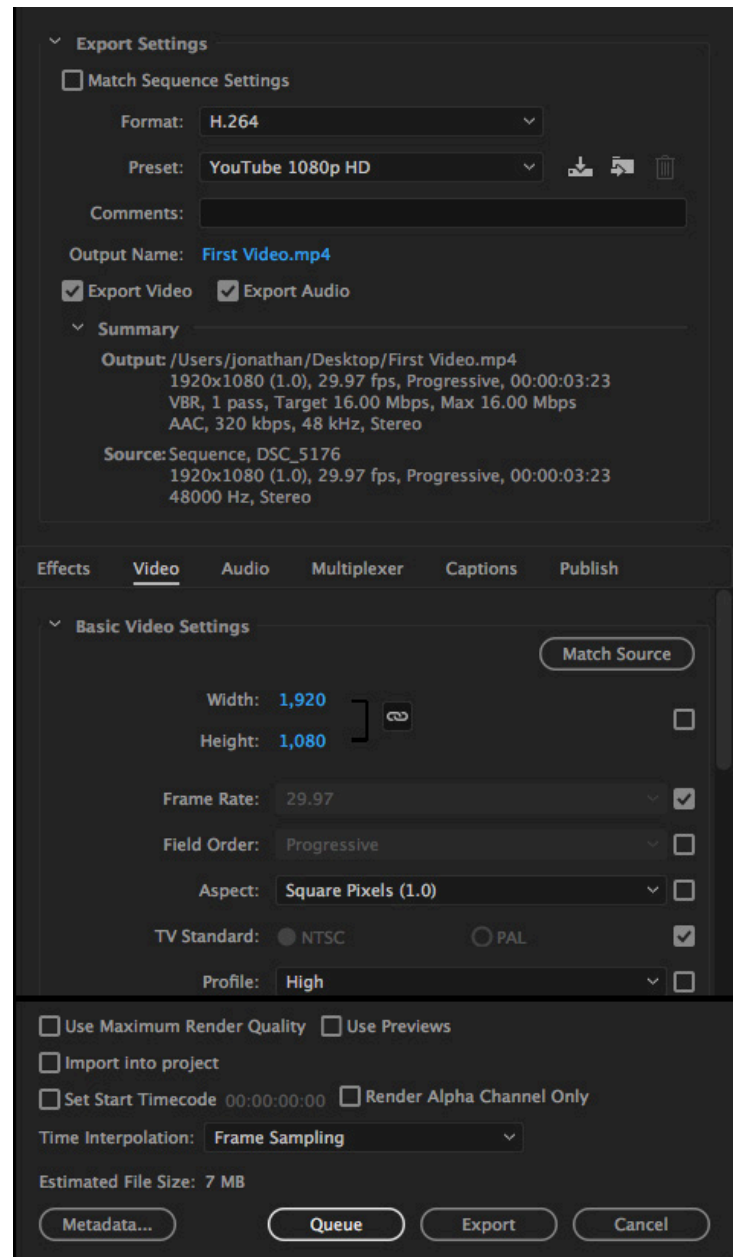 Export Settings
Match Sequence Settings
Format: H.264
Preset: YouTube 1080p HD
Comments:
Output Name: First Video.mp4
Export Video Export Audio
Summary
Output: /Users/jonathan/Desktop/First Video.mp4
1920x1080 (1.0), 29.97 fps, Progressive, 00:00:03:23
VBR, 1 pass, Target 16.00 Mbps, Max 16.00 Mbps
AAC, 320 kbps, 48 kHz, Stereo
Source: Sequence, DSC_5176
1920x1080 (1.0), 29.97 fps, Progressive, 00:00:03:23
48000 Hz, Stereo
Effects Video Audio Multiplexer Captions Publish
Basic Video Settings
Match Source
Width: 1,920
Height: 1,080
Frame Rate: 29.97
Field Order: Progressive
Aspect: Square Pixels (1.0)
TV Standard: NTSC PAL
Profile: High
Use Maximum Render Quality Use Previews
Import into project
Set Start Timecode 00:00:00:00 Render Alpha Channel Only
Time Interpolation: Frame Sampling
Estimated File Size: 7 MB
Metadata... Queue Export Cancel